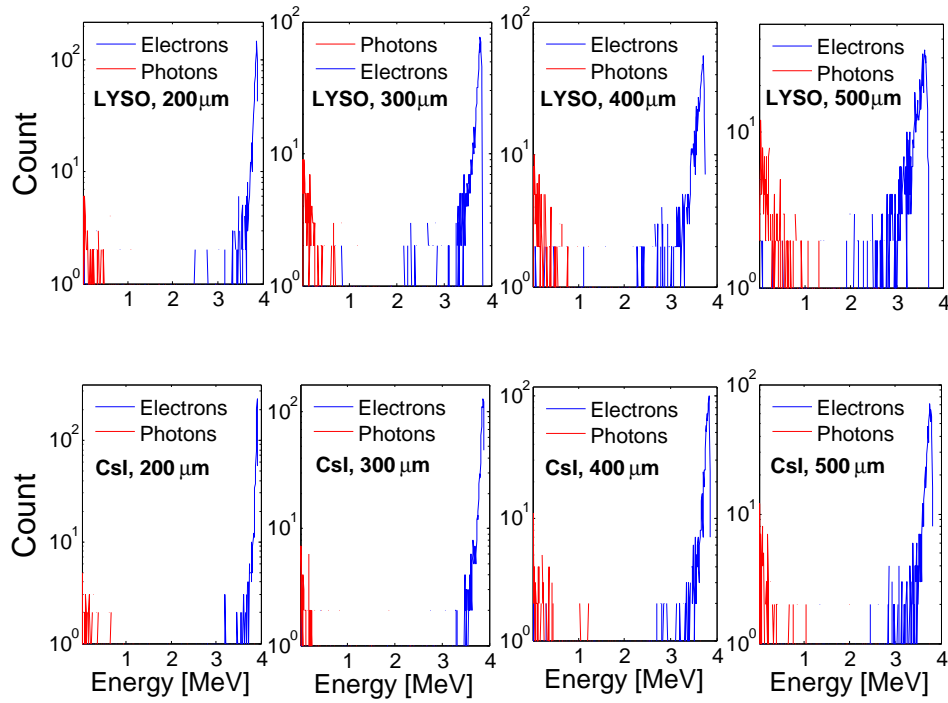 Count
10^2
10^1
10^0
Electrons
Photons
LYSO, 200μm
1 2 3 4
10^2
10^1
10^0
Photons
Electrons
LYSO, 300μm
1 2 3 4
10^2
10^1
10^0
Electrons
Photons
LYSO, 400μm
1 2 3 4
10^1
Electrons
Photons
LYSO, 500μm
1 2 3 4
Count
10^2
10^1
10^0
Electrons
Photons
CsI, 200 μm
1 2 3 4
Energy [MeV]
10^2
10^1
10^0
Electrons
Photons
CsI, 300 μm
1 2 3 4
Energy [MeV]
10^2
10^1
10^0
Electrons
Photons
CsI, 400 μm
1 2 3 4
Energy [MeV]
10^2
10^1
10^0
Electrons
Photons
CsI, 500 μm
1 2 3 4
Energy [MeV]